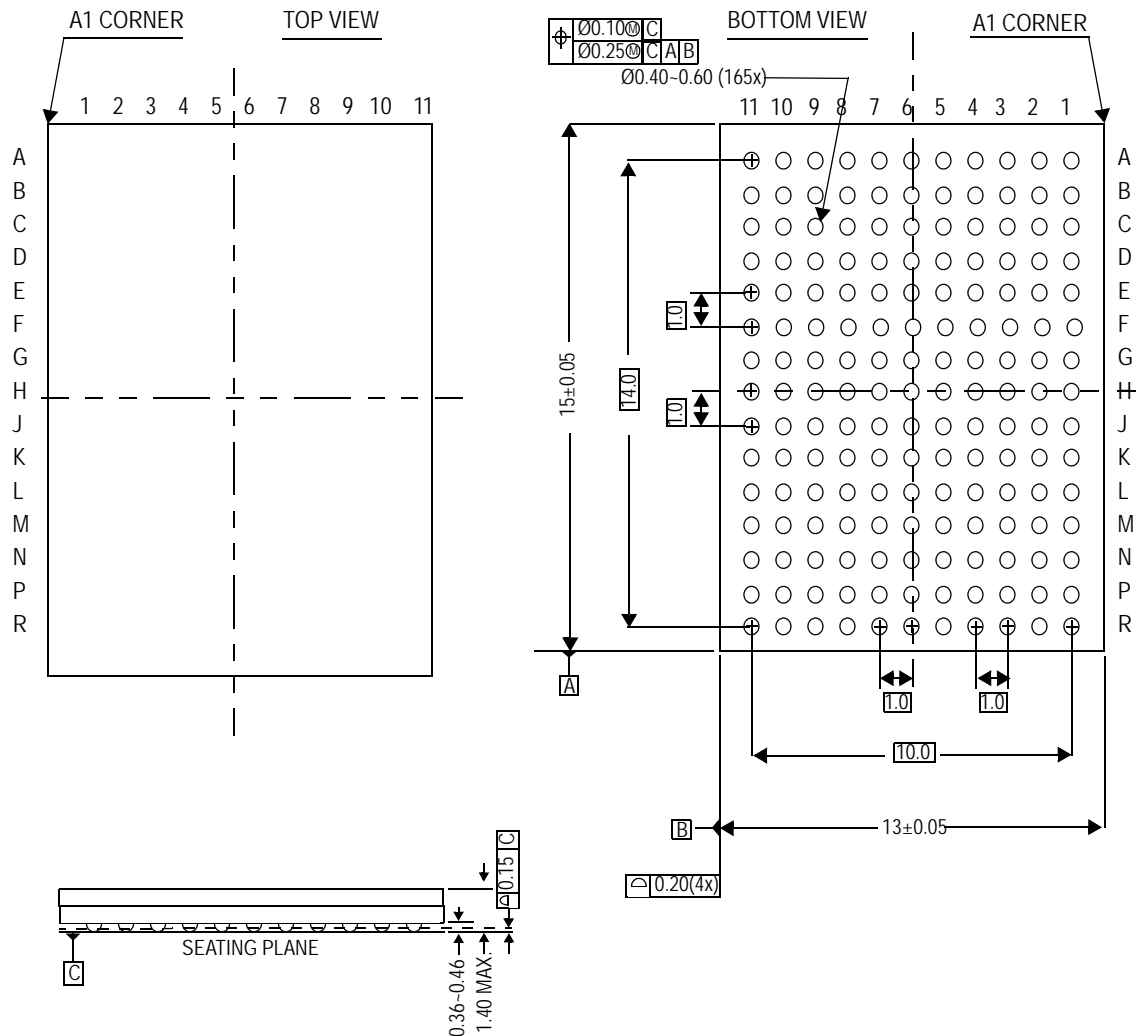 A1 CORNER
TOP VIEW
1 2 3 4 5 6 7 8 9 10 11
A
B
C
D
E
F
G
H
J
K
L
M
N
P
R
Ø0.10Ⓜ C
Ø0.25Ⓜ C A B
Ø0.40~0.60 (165x)
BOTTOM VIEW
A1 CORNER
11 10 9 8 7 6 5 4 3 2 1
A
B
C
D
E
F
G
H
J
K
L
M
N
P
R
1.0
1.0
14.0
15±0.05
A
1.0
1.0
10.0
B
13±0.05
0.20(4x)
0.15 C
SEATING PLANE
C
0.36~0.46
1.40 MAX.